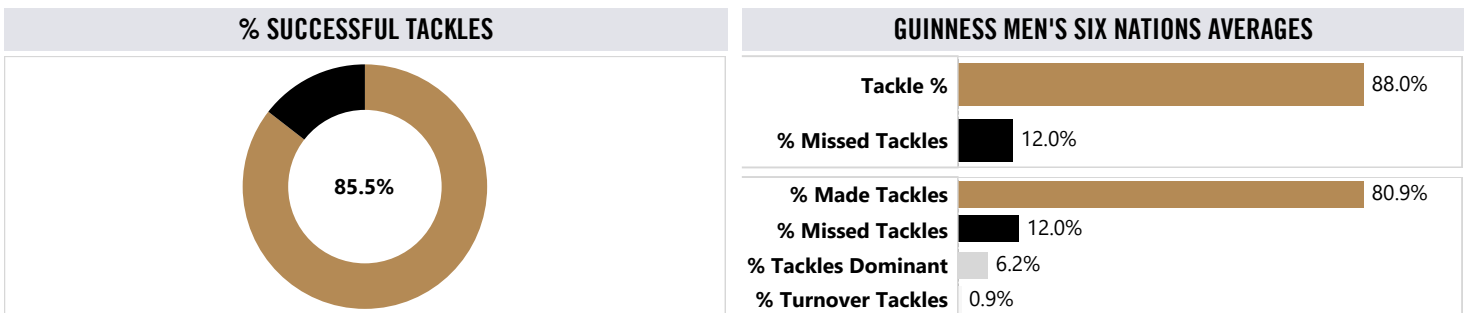 % SUCCESSFUL TACKLES
85.5%
GUINNESS MEN'S SIX NATIONS AVERAGES
Tackle % 88.0%
% Missed Tackles 12.0%
% Made Tackles 80.9%
% Missed Tackles 12.0%
% Tackles Dominant 6.2%
% Turnover Tackles 0.9%